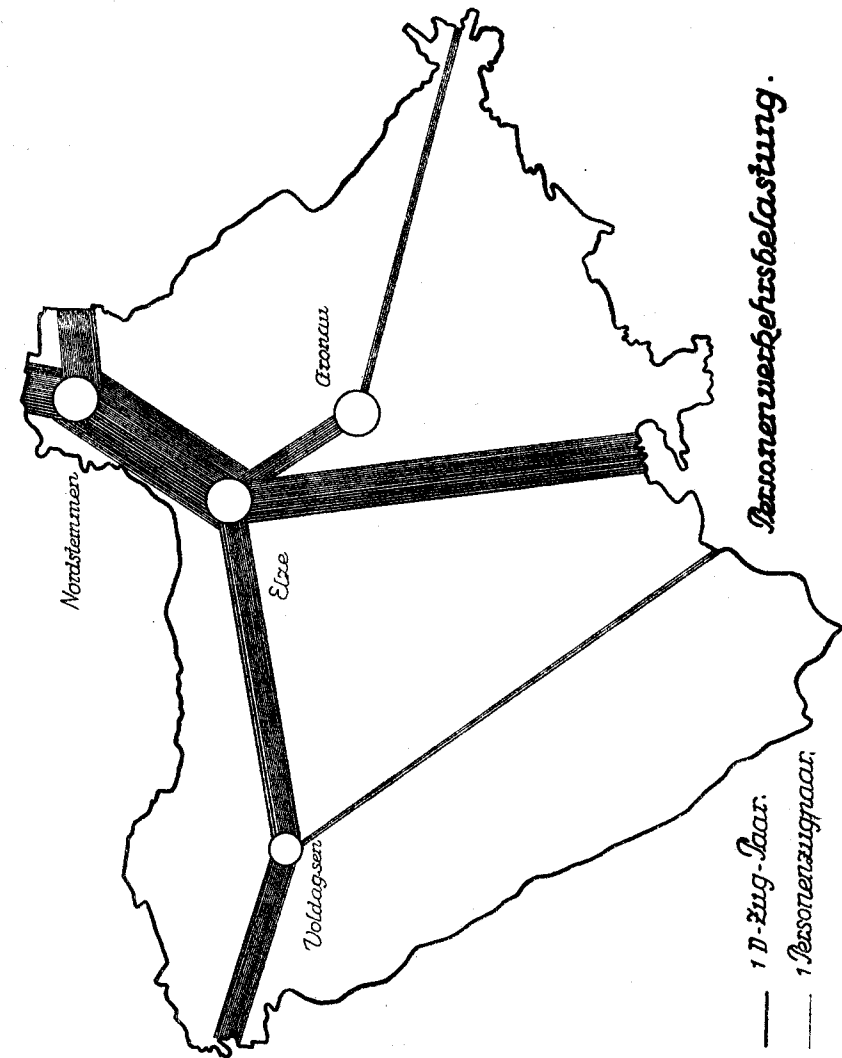 Nordstemmen
Gronau
Elze
Voldagsen
Personenverkehrsbelastung.
1 D-Zug-Paar.
1 Personenzugpaar.